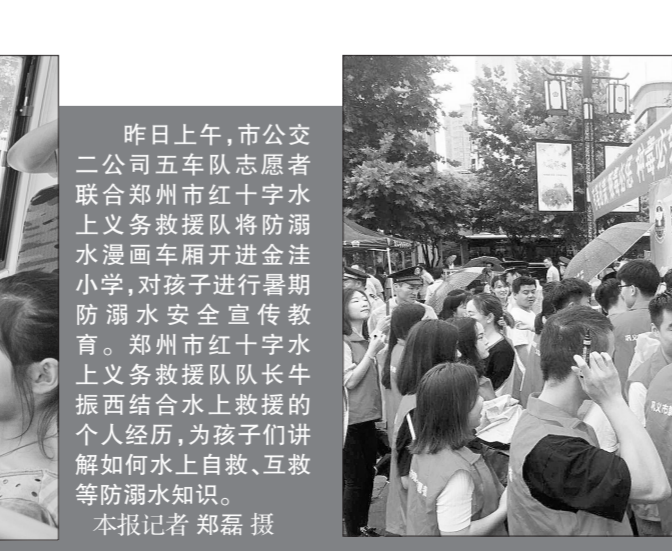 昨日上午,市公交
二公司五车队志愿者
联合郑州市红十字水
上义务救援队将防溺
水漫画车厢开进金洼
小学,对孩子进行暑期
防溺水安全宣传教
育。郑州市红十字水
上义务救援队队长牛
振西结合水上救援的
个人经历,为孩子们讲
解如何水上自救、互救
等防溺水知识。
本报记者 郑磊 摄